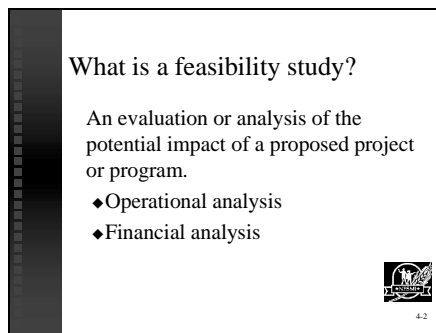 What is a feasibility study?
An evaluation or analysis of the
potential impact of a proposed project
or program.
◆Operational analysis
◆Financial analysis
NFSMI
4-2